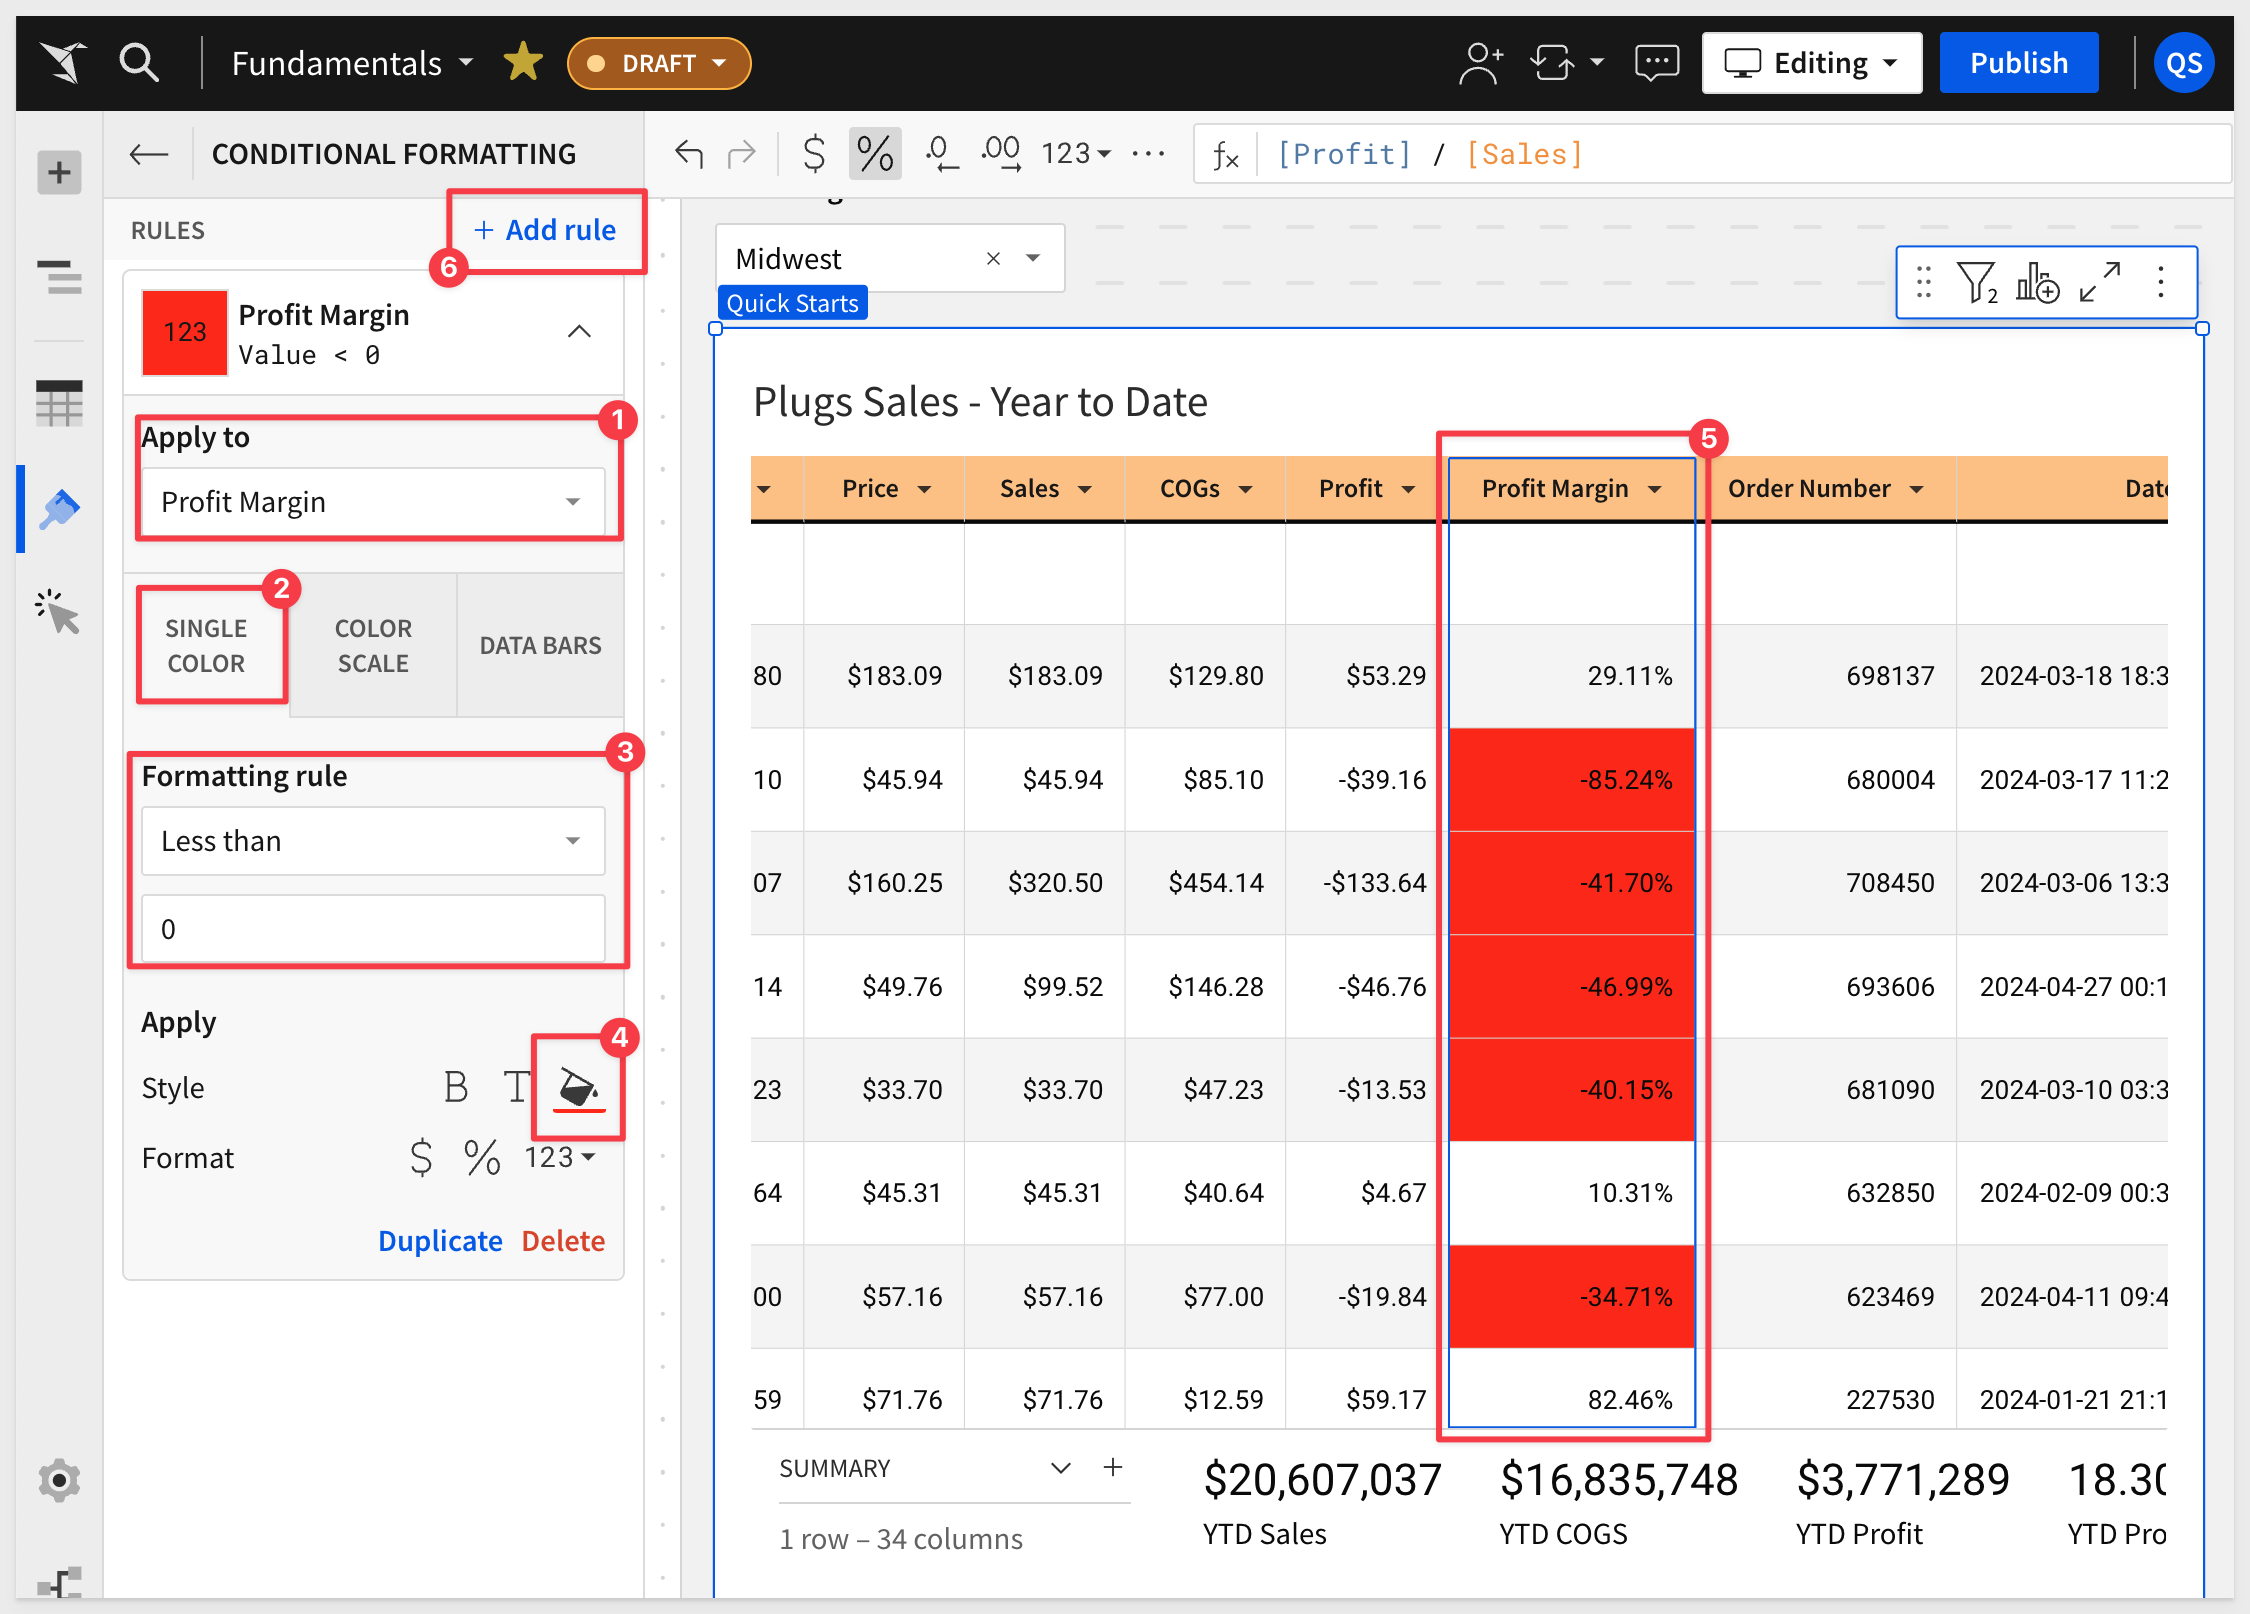 Fundamentals
DRAFT
Editing
Publish
QS
CONDITIONAL FORMATTING
$ % .0 .00 123 ...
fx [Profit] / [Sales]
RULES
+ Add rule
6
123
Profit Margin
Value < 0
1
Apply to
Profit Margin
2
SINGLE COLOR
COLOR SCALE
DATA BARS
3
Formatting rule
Less than
0
Apply
4
Style B T
Format $ % 123
Duplicate Delete
Midwest
Quick Starts
2
Plugs Sales - Year to Date
5
Price Sales COGs Profit Profit Margin Order Number Date
80 $183.09 $183.09 $129.80 $53.29 29.11% 698137 2024-03-18 18:3
10 $45.94 $45.94 $85.10 -$39.16 -85.24% 680004 2024-03-17 11:2
07 $160.25 $320.50 $454.14 -$133.64 -41.70% 708450 2024-03-06 13:3
14 $49.76 $99.52 $146.28 -$46.76 -46.99% 693606 2024-04-27 00:1
23 $33.70 $33.70 $47.23 -$13.53 -40.15% 681090 2024-03-10 03:3
64 $45.31 $45.31 $40.64 $4.67 10.31% 632850 2024-02-09 00:3
00 $57.16 $57.16 $77.00 -$19.84 -34.71% 623469 2024-04-11 09:4
59 $71.76 $71.76 $12.59 $59.17 82.46% 227530 2024-01-21 21:1
SUMMARY
1 row – 34 columns
$20,607,037 $16,835,748 $3,771,289 18.30
YTD Sales YTD COGS YTD Profit YTD Pro